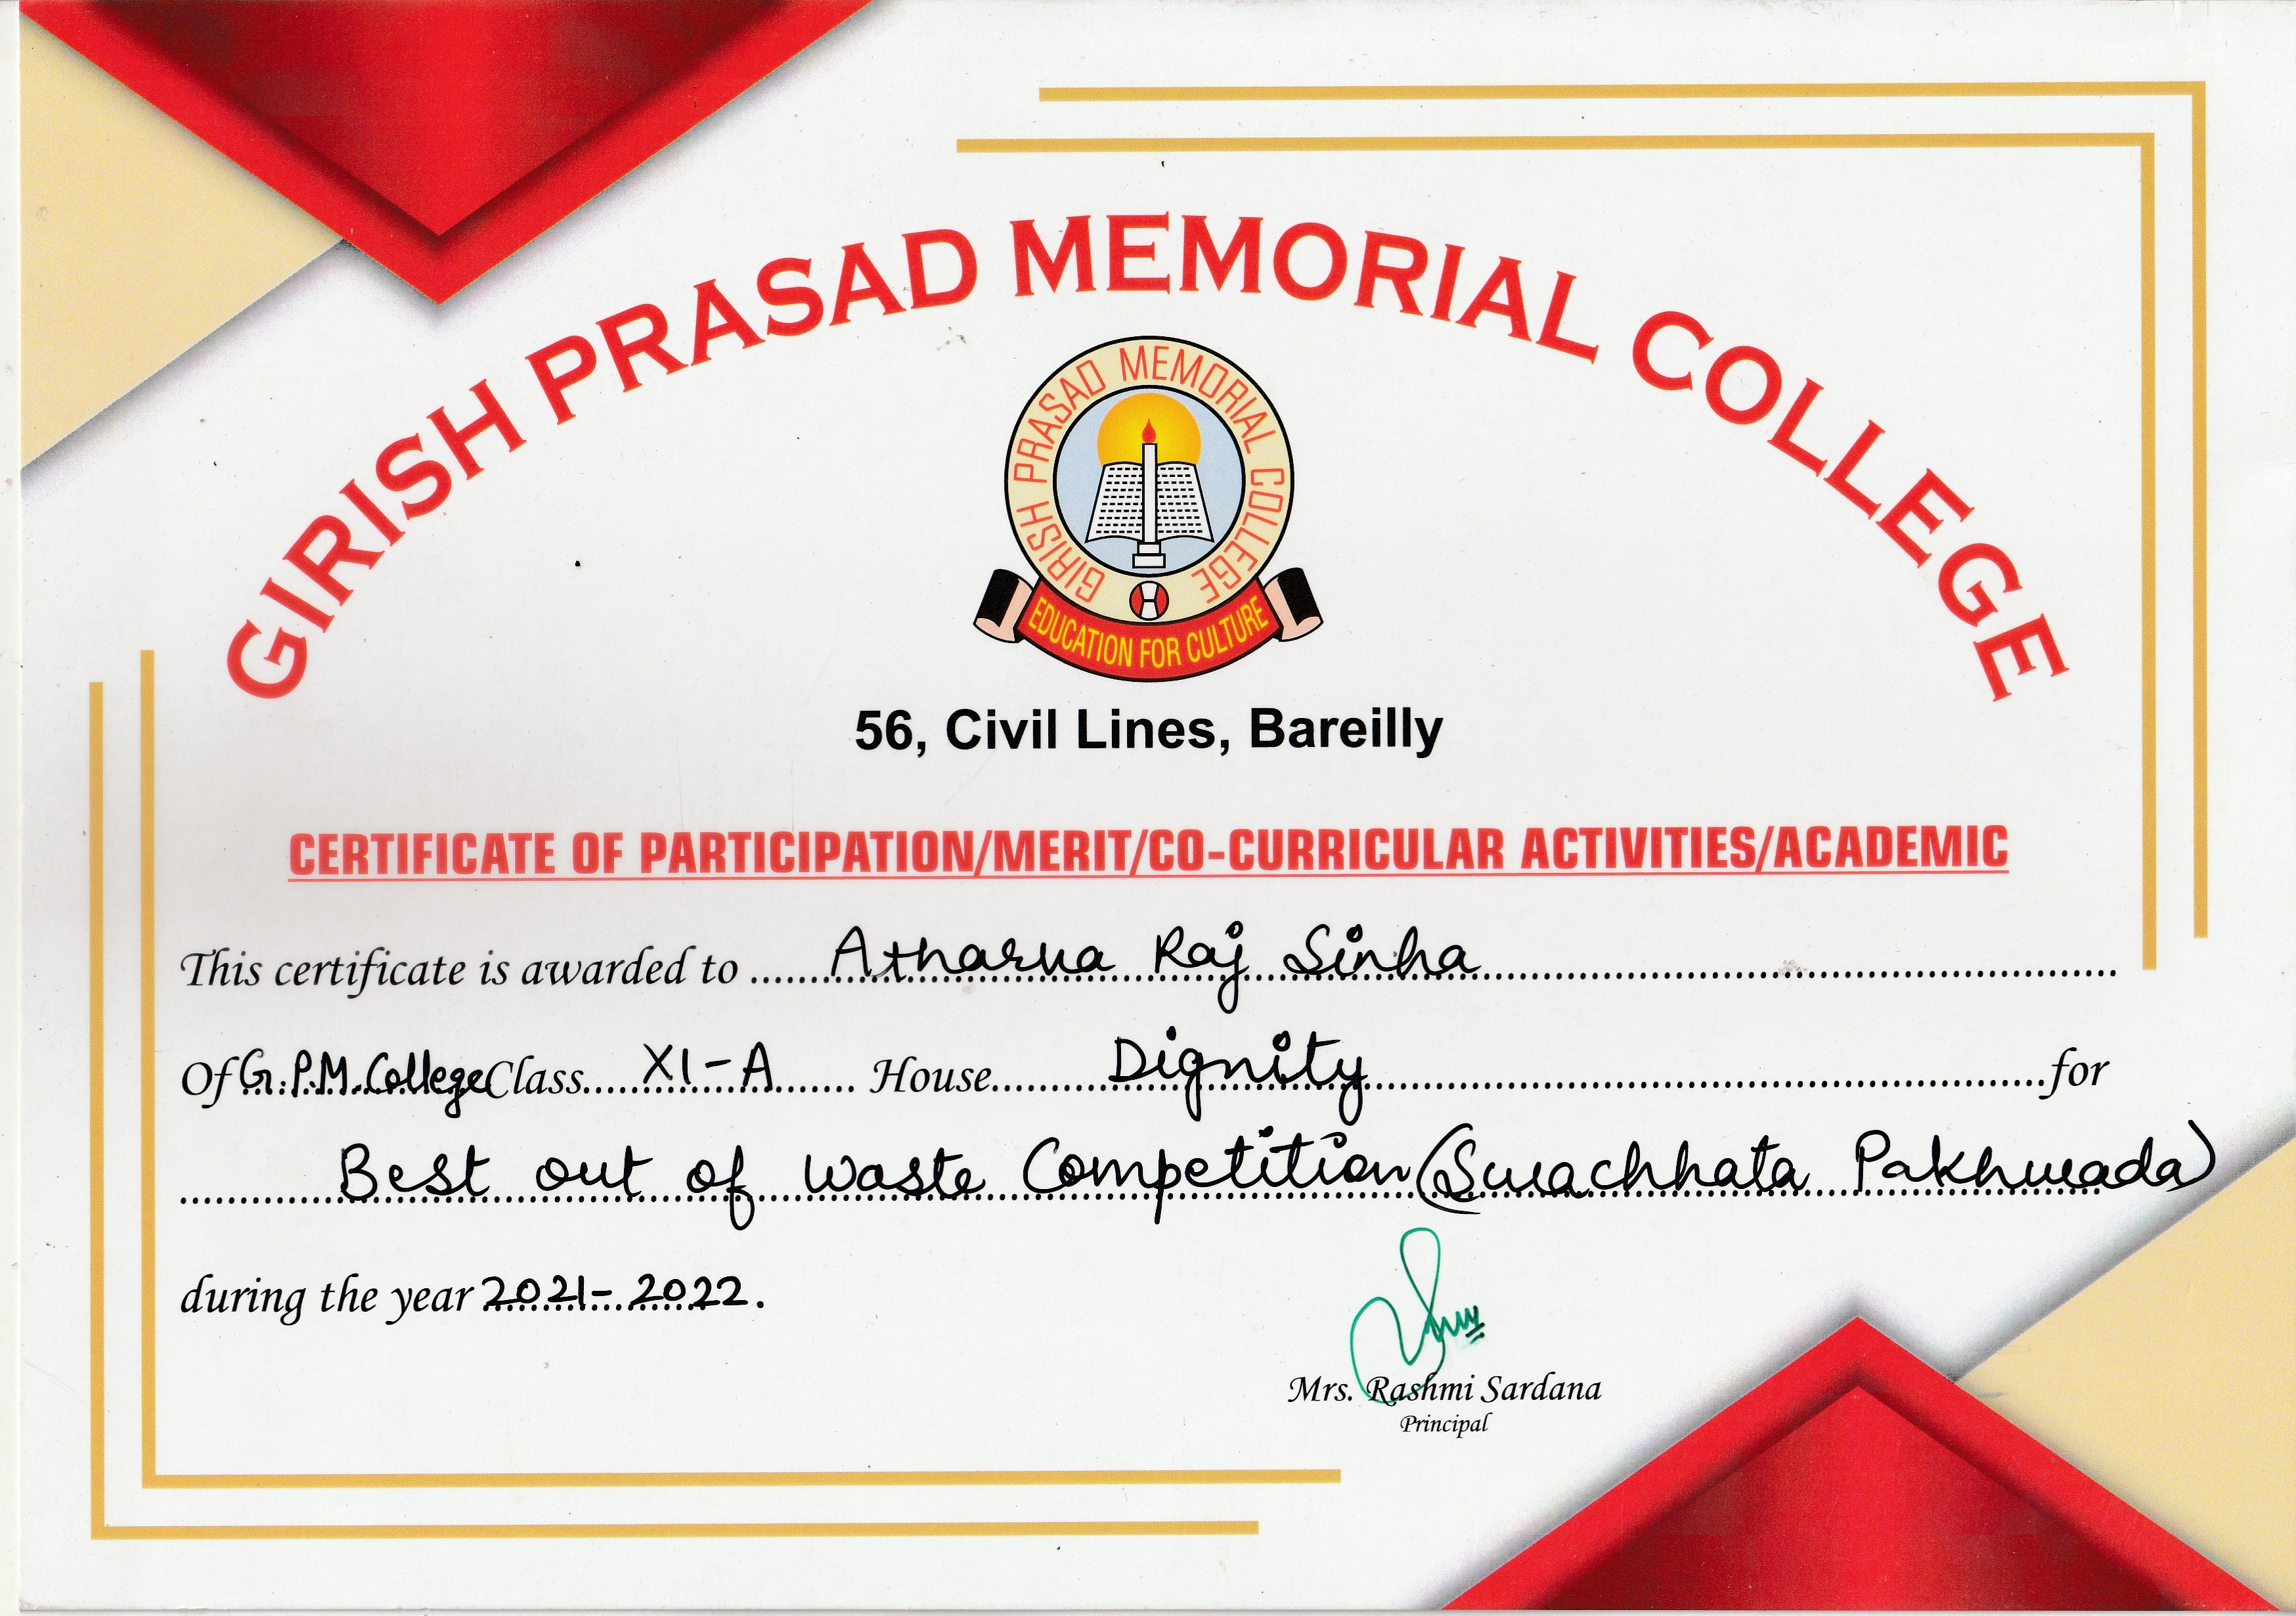 GIRISH PRASAD MEMORIAL COLLEGE
GIRISH PRASAD MEMORIAL COLLEGE
EDUCATION FOR CULTURE
56, Civil Lines, Bareilly
CERTIFICATE OF PARTICIPATION/MERIT/CO-CURRICULAR ACTIVITIES/ACADEMIC
This certificate is awarded to Atharva Raj Sinha
Of G.P.M.College Class XI-A House Dignity for
Best out of Waste Competition (Swachhata Pakhwada)
during the year 2021-2022.
Mrs. Rashmi Sardana
Principal